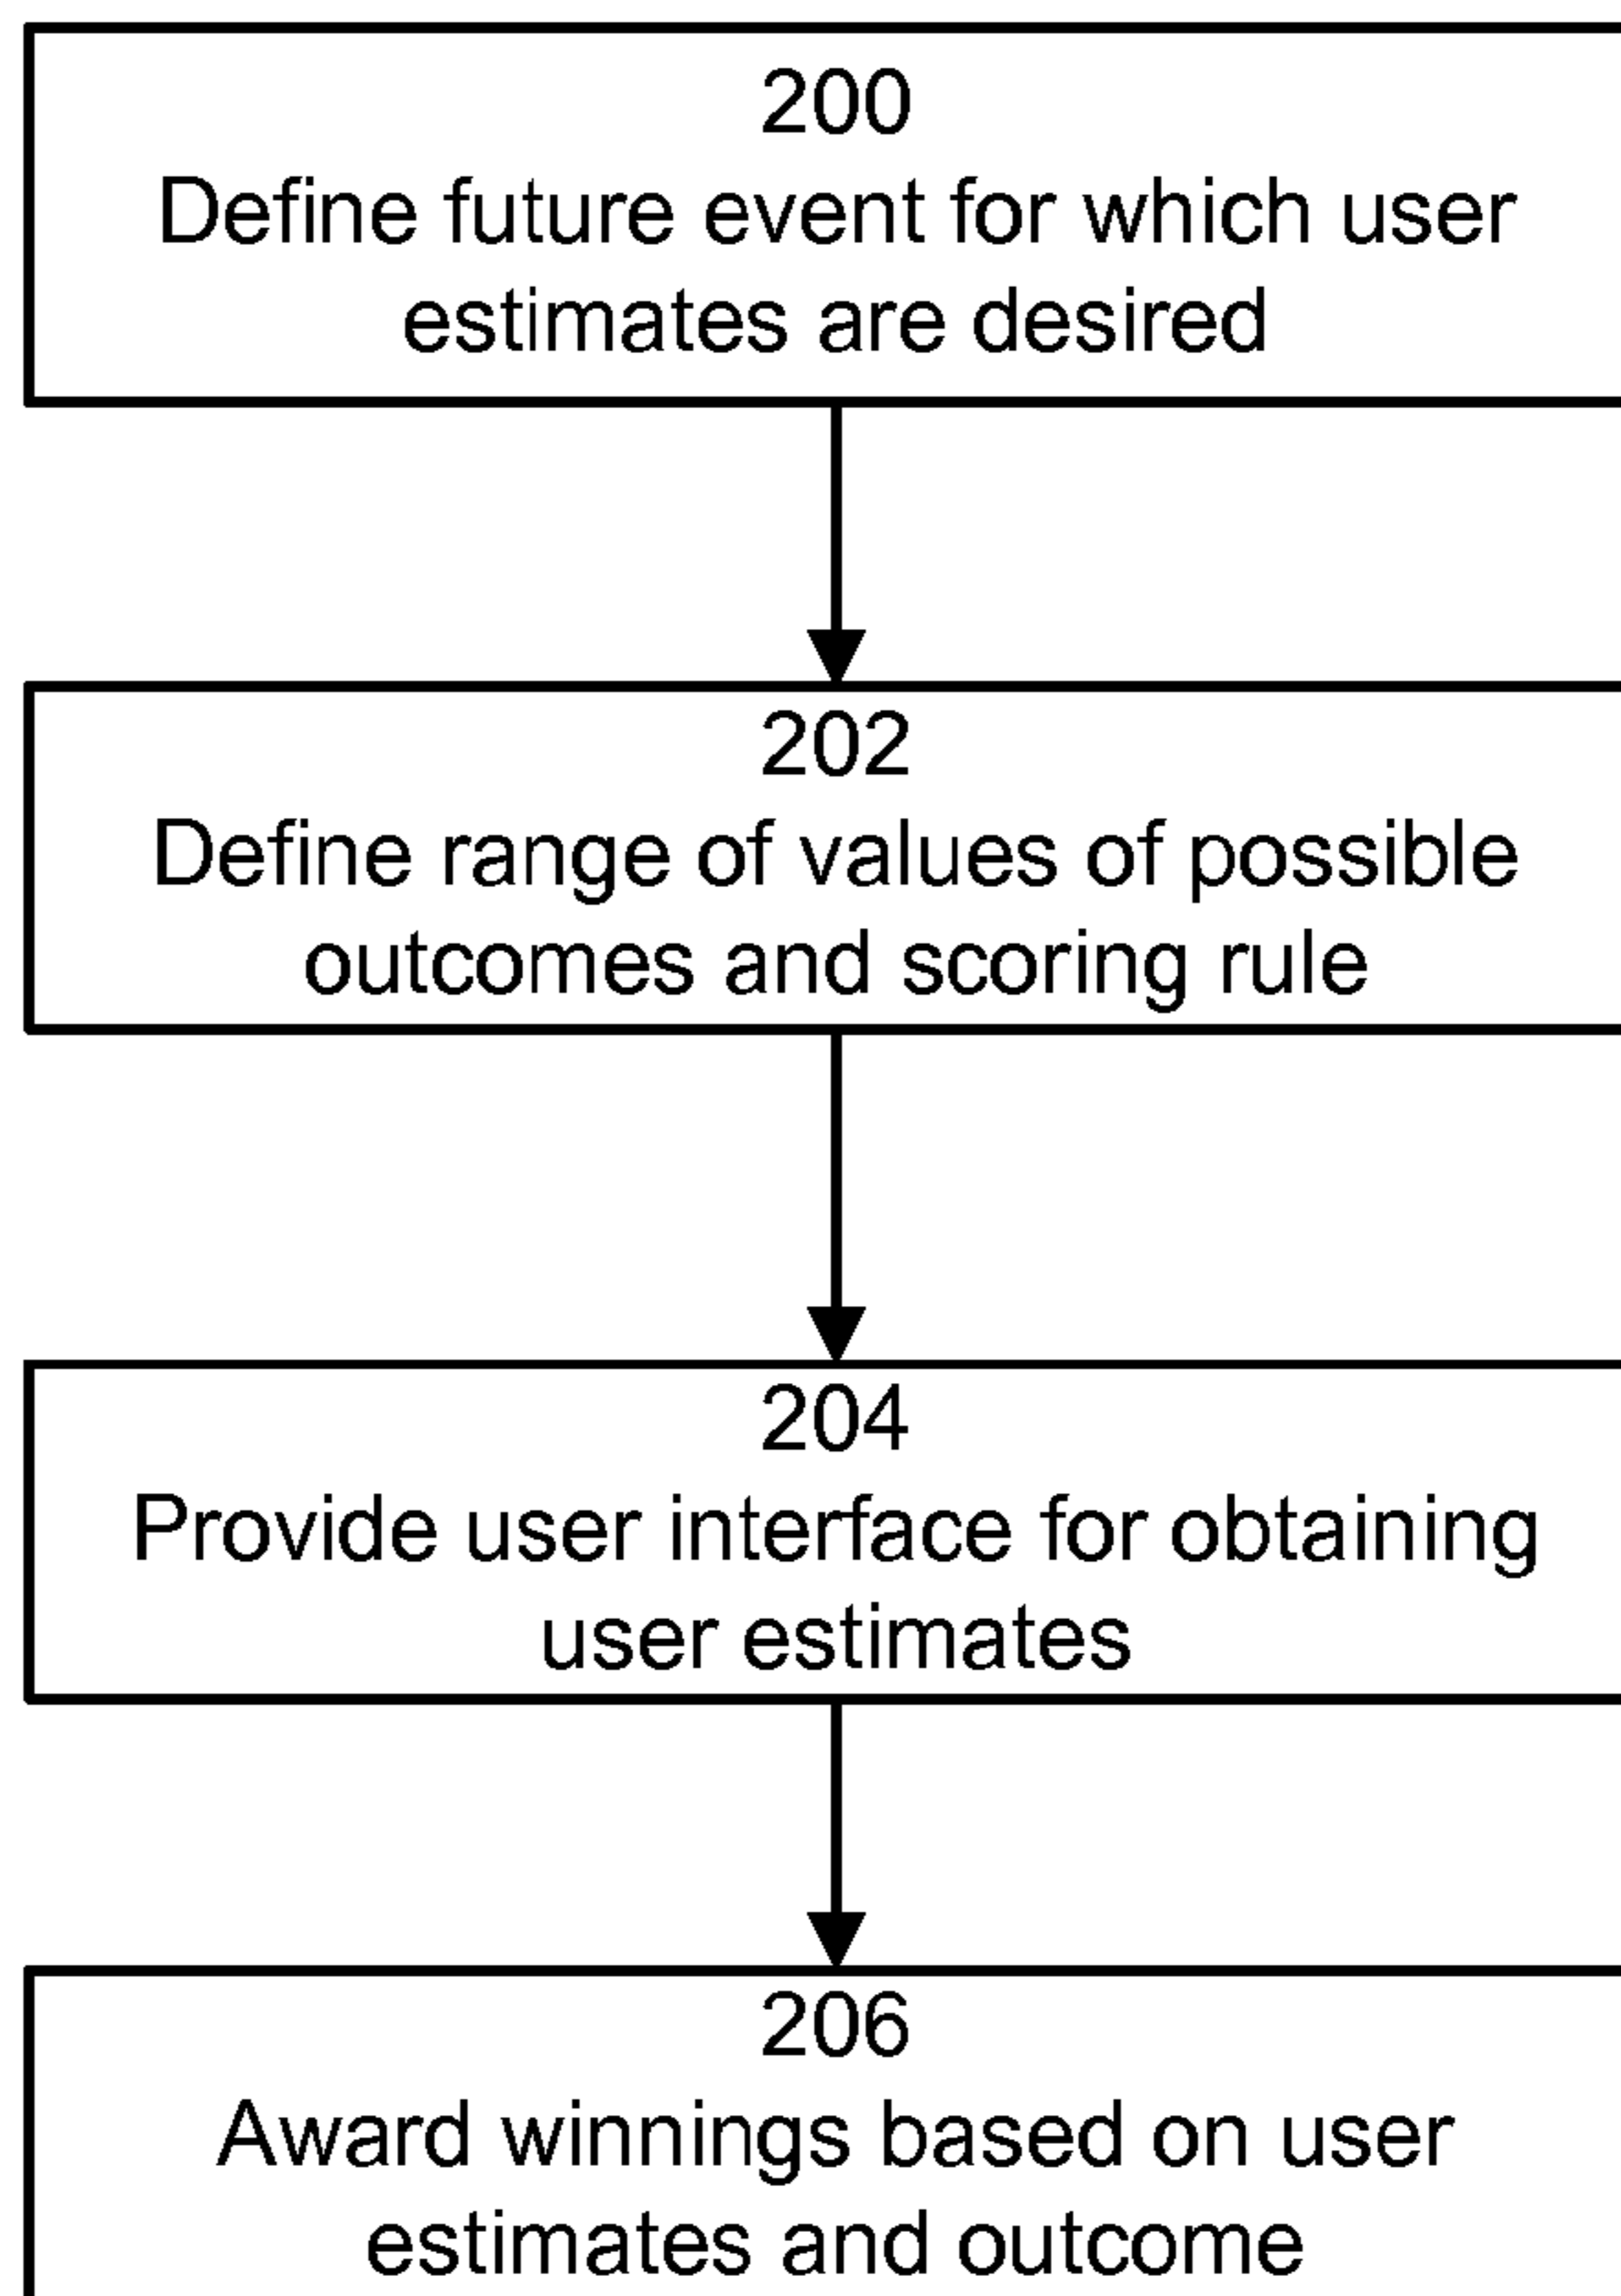 200
Define future event for which user
estimates are desired
202
Define range of values of possible
outcomes and scoring rule
204
Provide user interface for obtaining
user estimates
206
Award winnings based on user
estimates and outcome